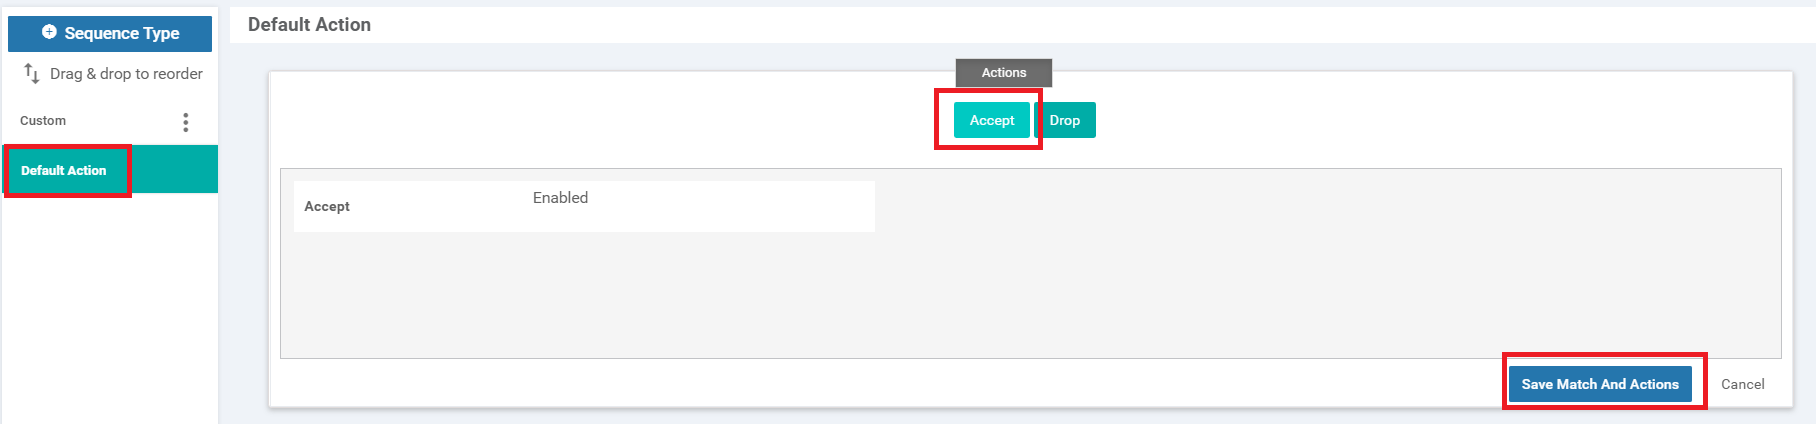 Sequence Type
Drag & drop to reorder
Custom
Default Action
Default Action
Actions
Accept Drop
Accept Enabled
Save Match And Actions Cancel